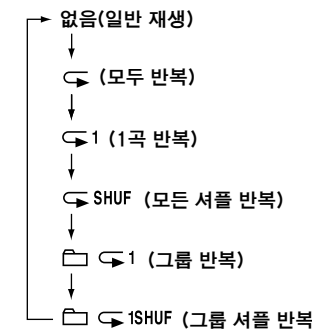 없음(일반 재생)
(모두 반복)
1 (1곡 반복)
SHUF (모든 셔플 반복)
1 (그룹 반복)
1SHUF (그룹 셔플 반복